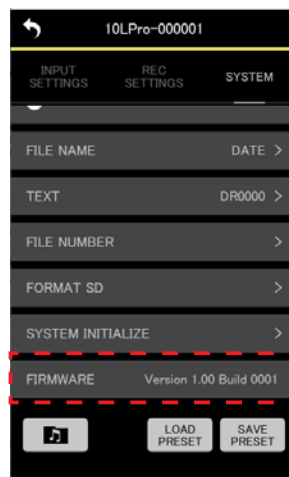 10LPro-000001
INPUT SETTINGS
REC SETTINGS
SYSTEM
FILE NAME DATE >
TEXT DR0000 >
FILE NUMBER >
FORMAT SD >
SYSTEM INITIALIZE >
FIRMWARE Version 1.00 Build 0001
LOAD PRESET
SAVE PRESET